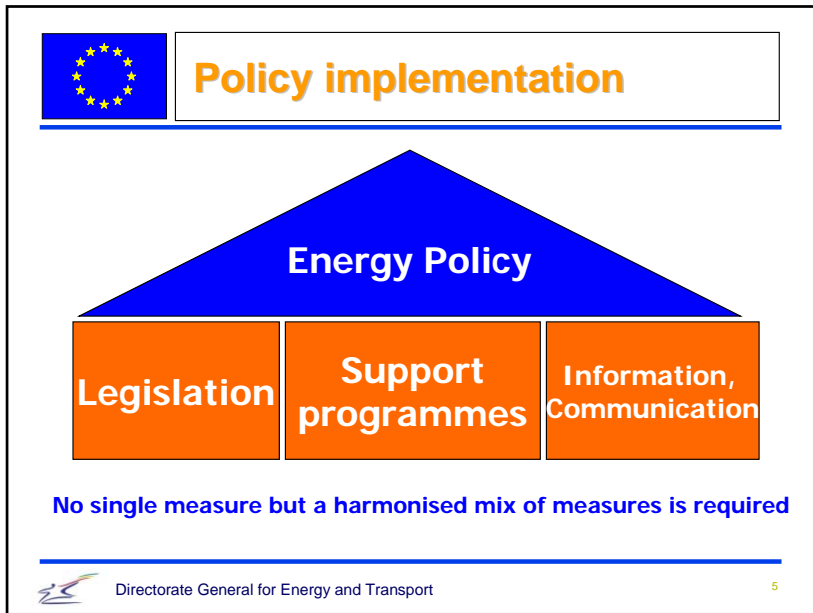 Policy implementation
Energy Policy
Legislation
Support
programmes
Information,
Communication
No single measure but a harmonised mix of measures is required
Directorate General for Energy and Transport
5